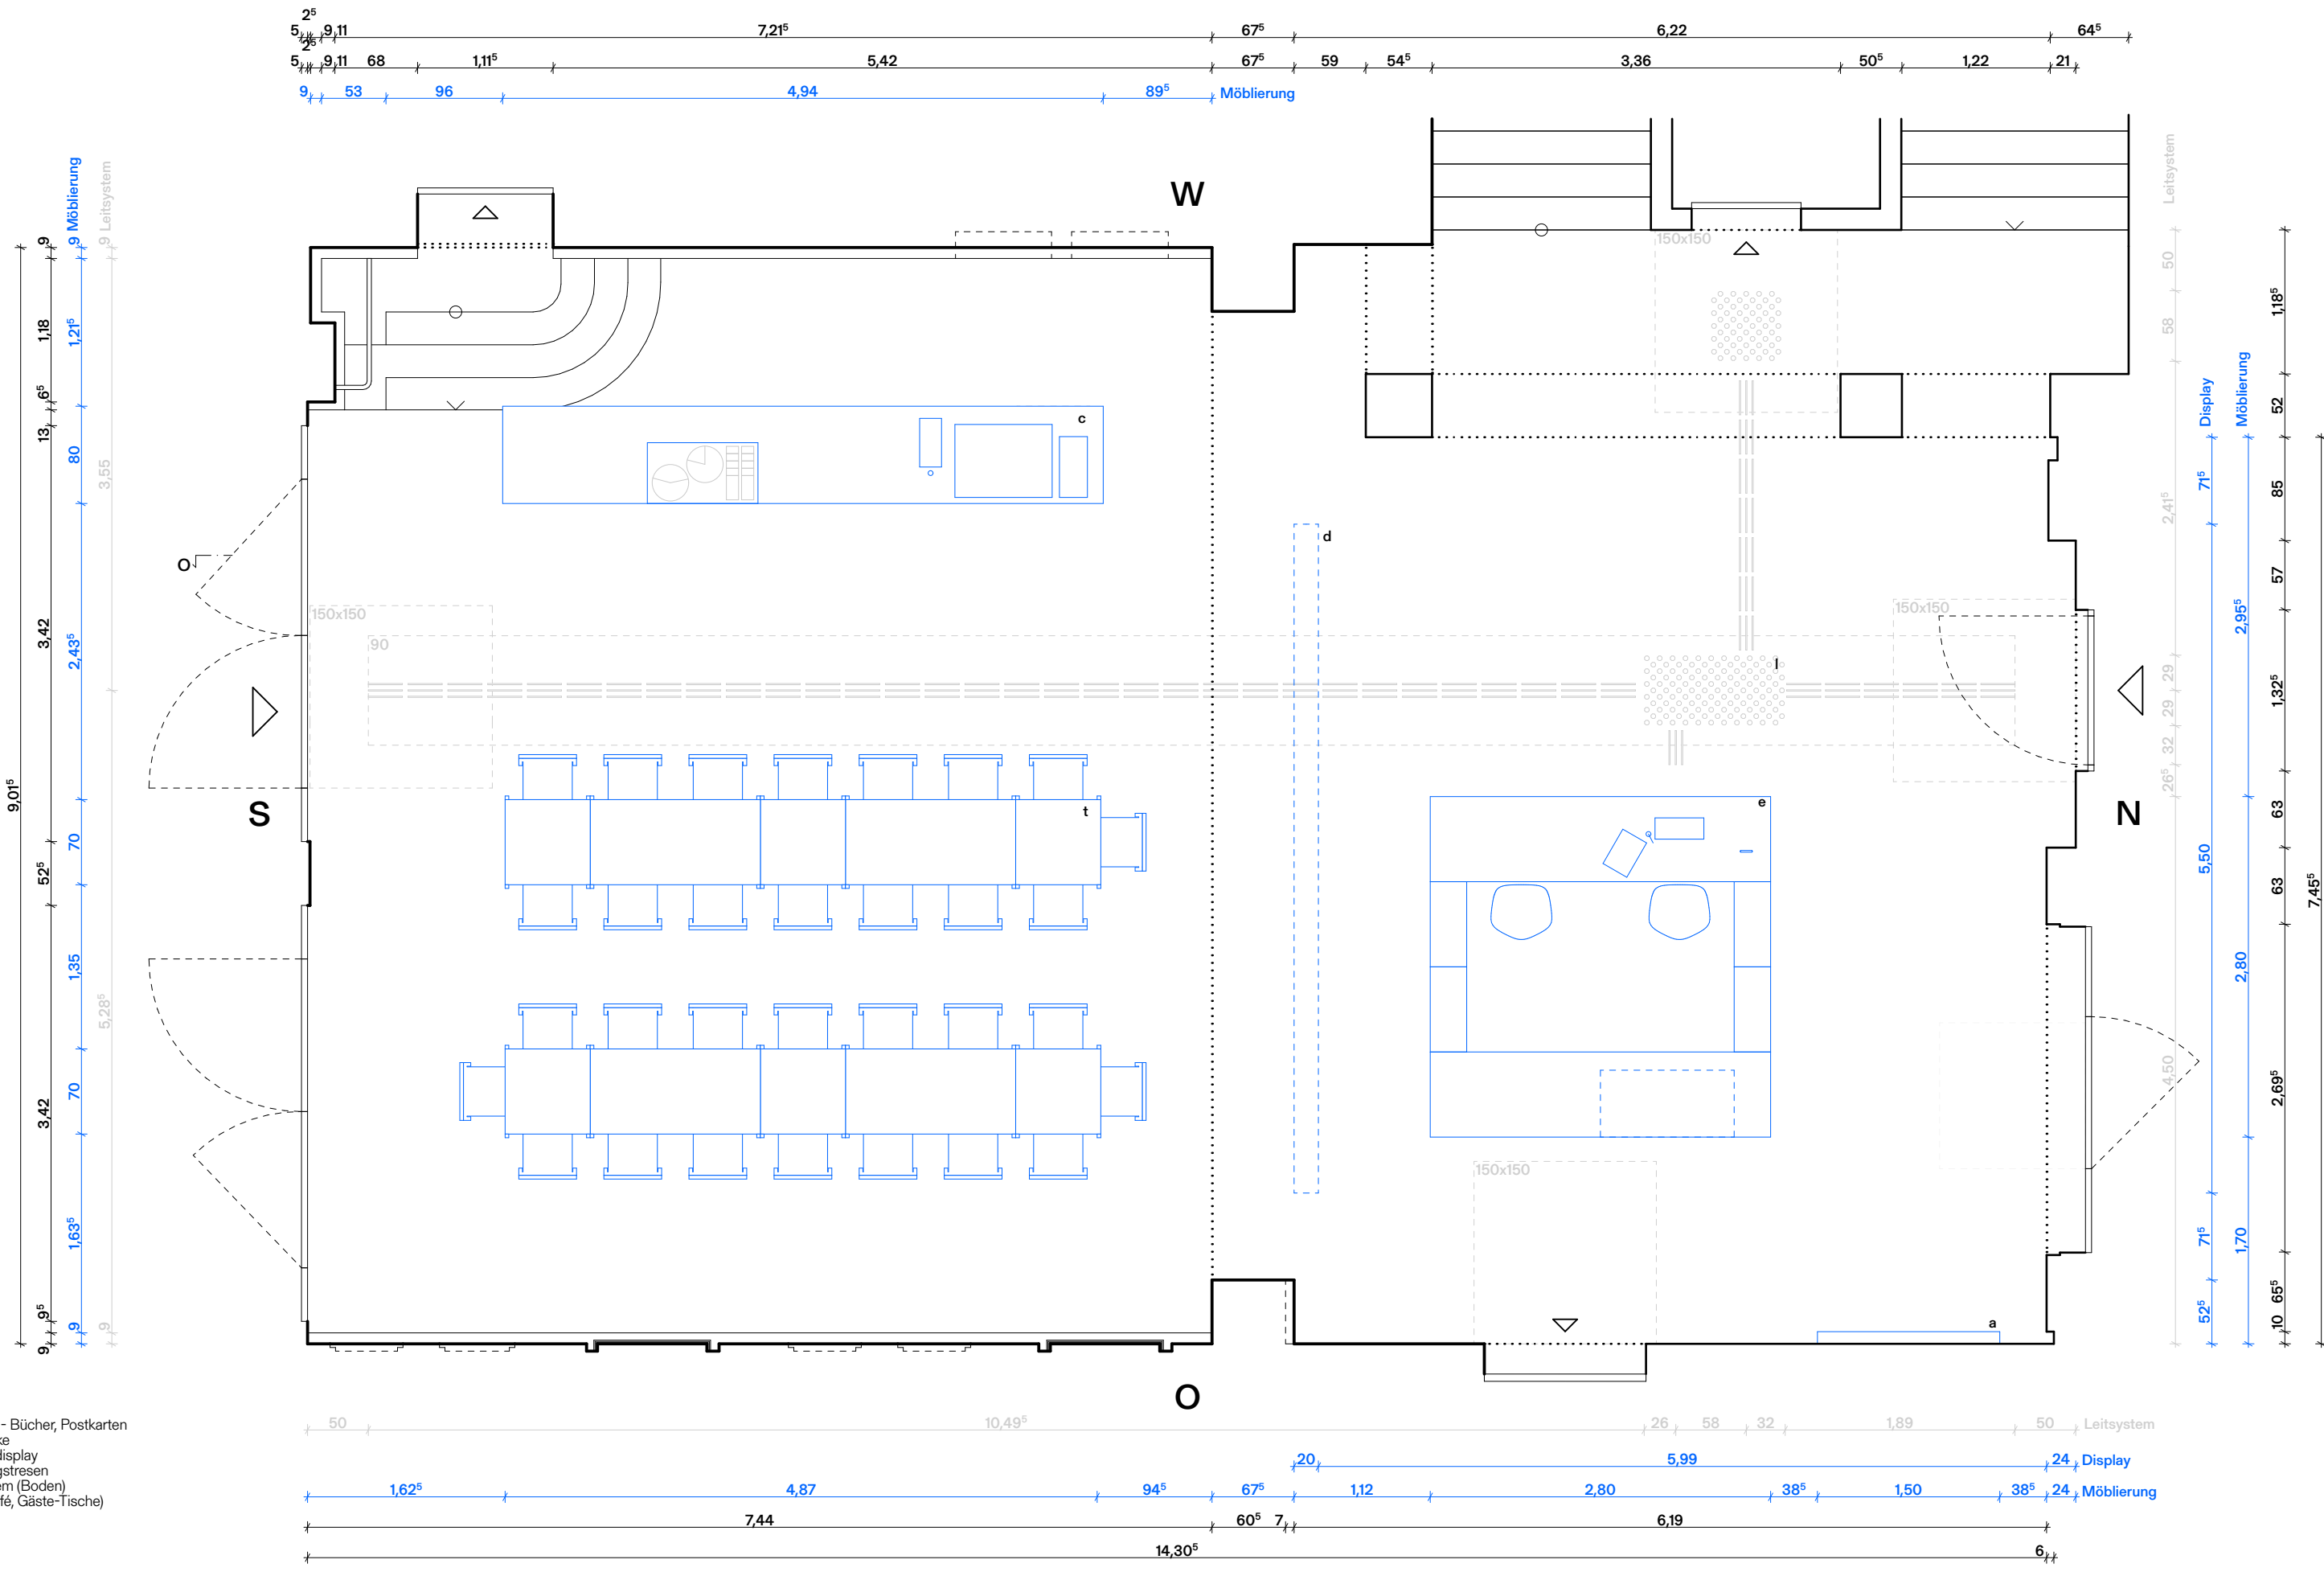 2⁵
5 9 11 7,21⁵ 67⁵ 6,22 64⁵
2⁵
5 9 11 68 1,11⁵ 5,42 67⁵ 59 54⁵ 3,36 50⁵ 1,22 21
9 53 96 4,94 89⁵ Möblierung
9,01⁵
9 1,18 6⁵ 13 3,42 52⁵ 3,42 9⁵ 9
9 Möblierung
1,21⁵ 80 2,43⁵ 70 1,35 70 1,63⁵ 9
9 Leitsystem
3,55 5,28⁵ 9
W
150x150
c
d
O
150x150
150x150
90
l
S
N
t
e
150x150
a
O
Leitsystem
50 58 2,41⁵ 29 29 32 26⁵ 4,50
Display
71⁵ 5,50 71⁵ 52⁵
Möblierung
2,95⁵ 2,80 1,70
1,18⁵ 52 85 57 1,32⁵ 63 63 2,69⁵ 65⁵ 10
7,45⁵
- Bücher, Postkarten
ke
display
gstresen
em (Boden)
fé, Gäste-Tische)
50 10,49⁵ 26 58 32 1,89 50 Leitsystem
20 5,99 24 Display
1,62⁵ 4,87 94⁵ 67⁵ 1,12 2,80 38⁵ 1,50 38⁵ 24 Möblierung
7,44 60⁵ 7 6,19
14,30⁵ 6